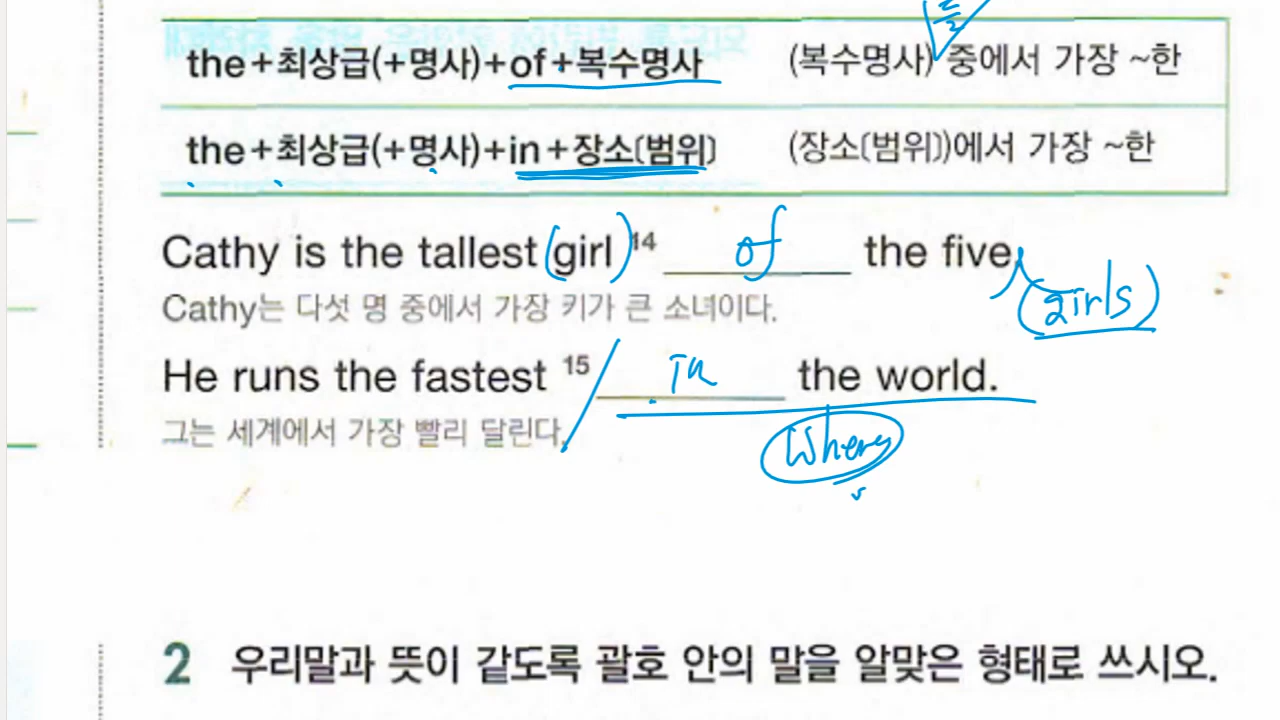 the+최상급(+명사)+of+복수명사 (복수명사) 중에서 가장 ~한
the+최상급(+명사)+in+장소(범위) (장소(범위))에서 가장 ~한
Cathy is the tallest (girl) 14 of the five (girls)
Cathy는 다섯 명 중에서 가장 키가 큰 소녀이다.
He runs the fastest 15 in the world.
그는 세계에서 가장 빨리 달린다.
where
2 우리말과 뜻이 같도록 괄호 안의 말을 알맞은 형태로 쓰시오.